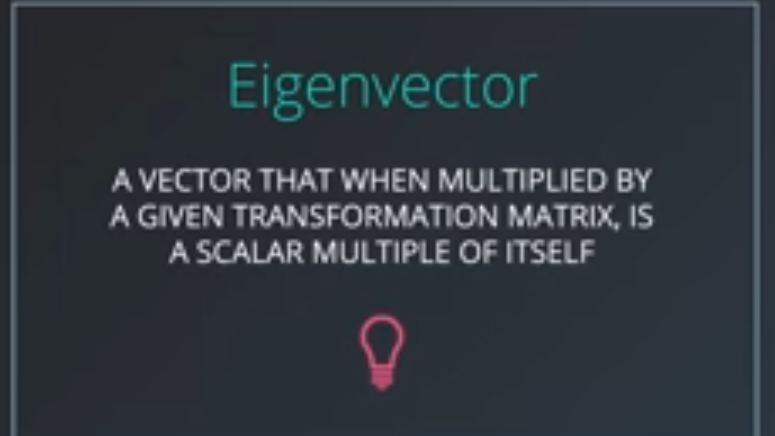 Eigenvector
A VECTOR THAT WHEN MULTIPLIED BY
A GIVEN TRANSFORMATION MATRIX, IS
A SCALAR MULTIPLE OF ITSELF